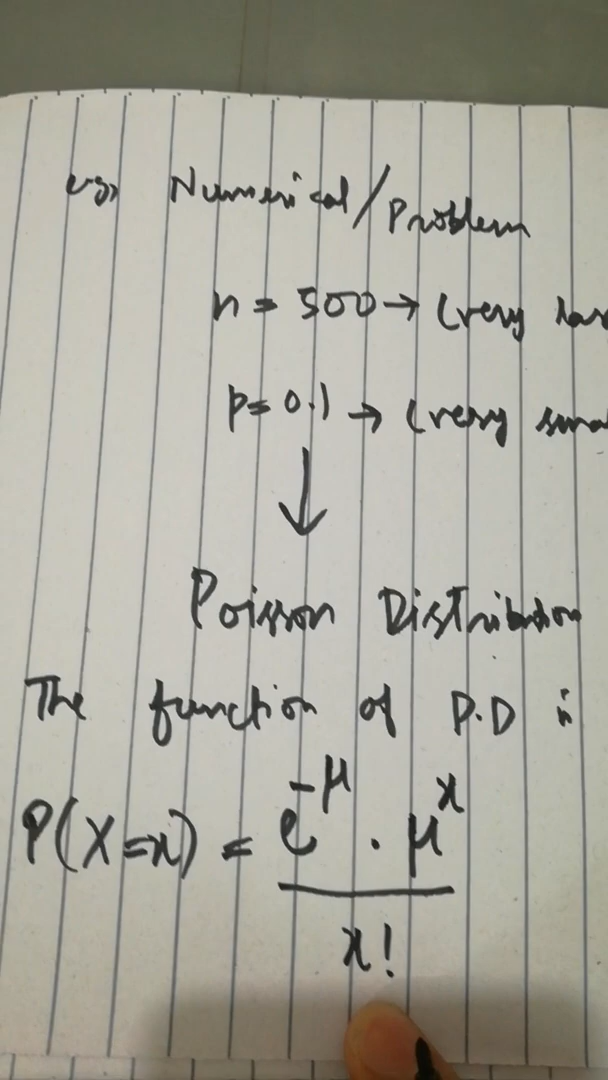 eg, Numerical/Problem
n = 500 → (very
p = 0.1 → (very
↓
Poisson Distribution
The function of P.D is
P(X=x) = e^-μ . μ^x / x!